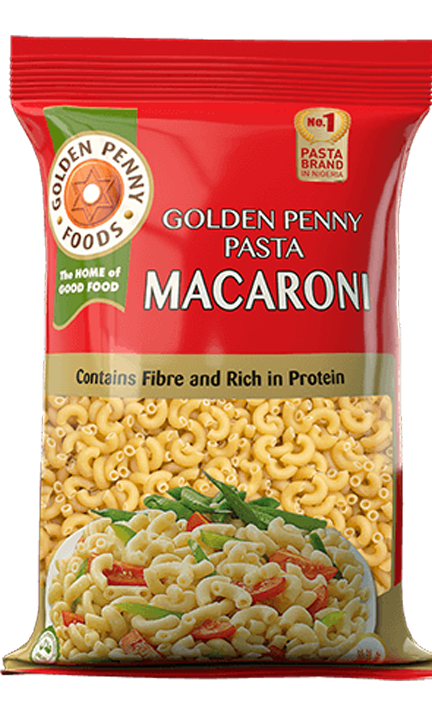 No.1
PASTA
BRAND
IN NIGERIA
GOLDEN PENNY
FOODS
The HOME of
GOOD FOOD
GOLDEN PENNY
PASTA
MACARONI
Contains Fibre and Rich in Protein